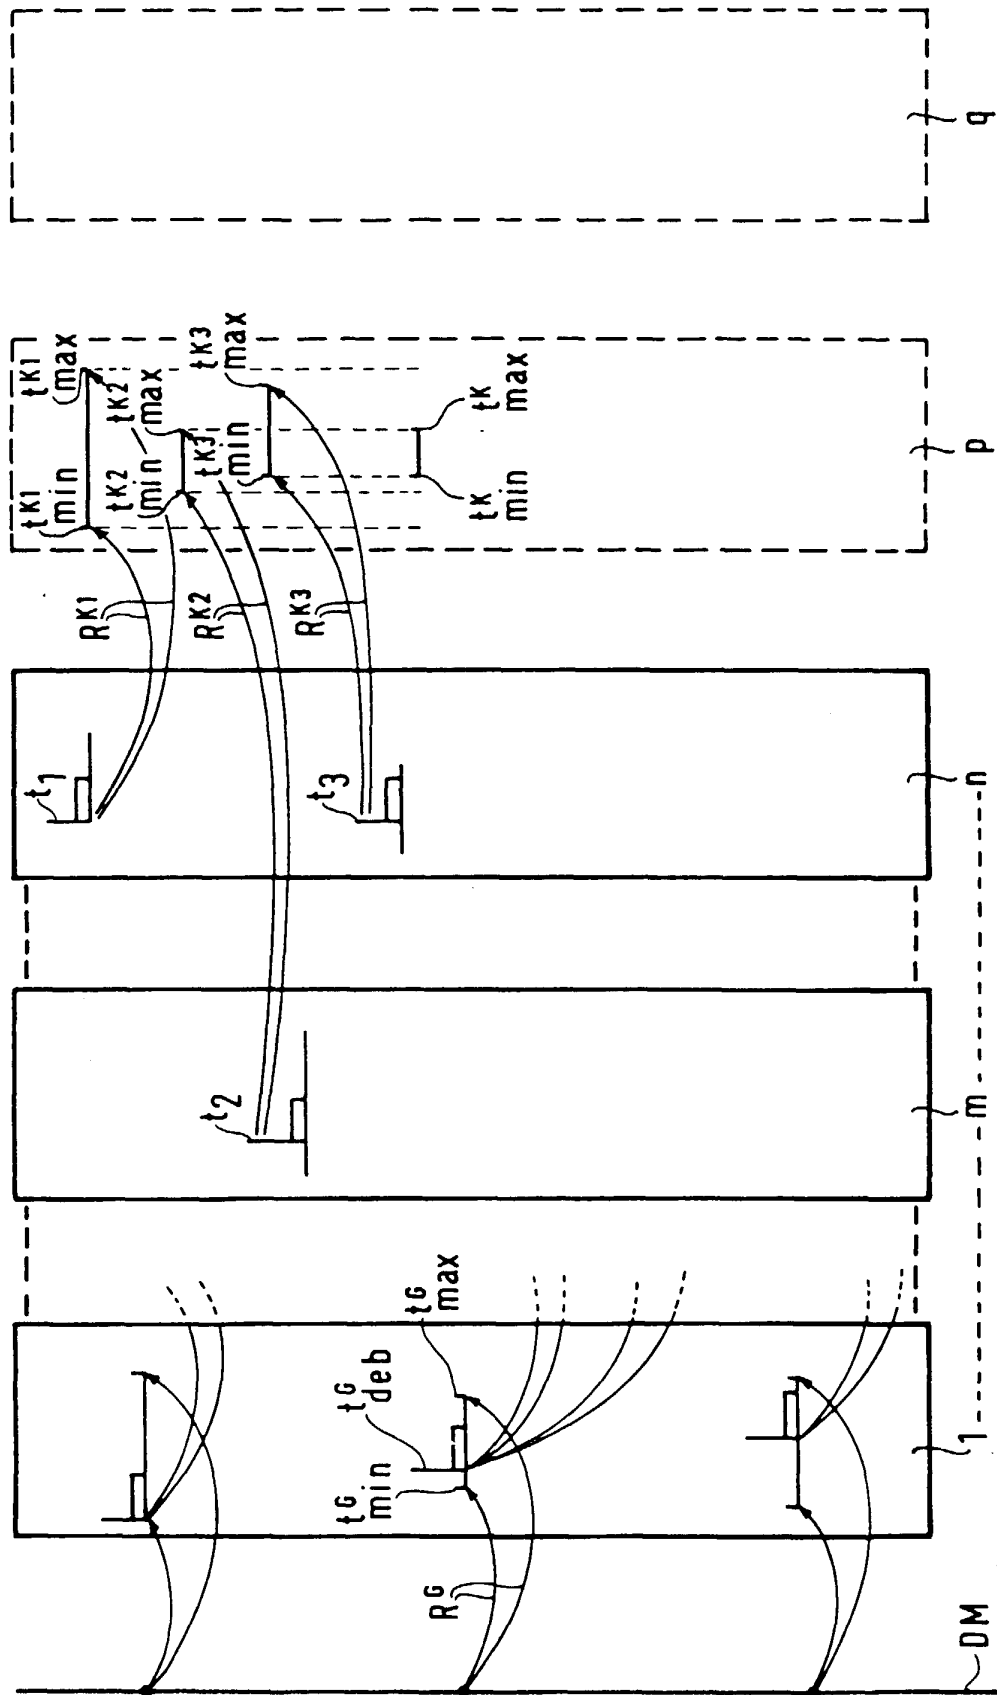 DM
R^G
t^G min
t^G deb
t^G max
t2
t1
t3
R^K1
R^K2
R^K3
t^K1 min
t^K1 max
t^K2 min
t^K2 max
t^K3 min
t^K3 max
t^K min
t^K max
1
m
n
p
q